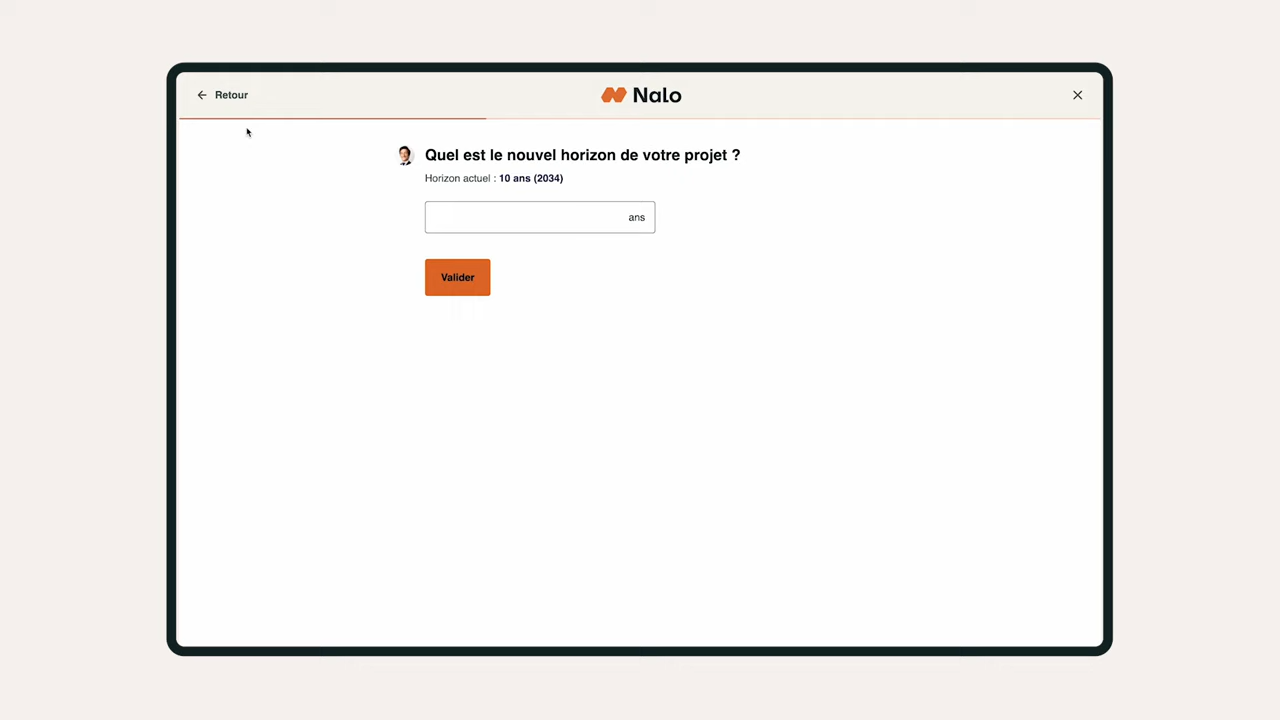 Retour
Nalo
Quel est le nouvel horizon de votre projet ?
Horizon actuel : 10 ans (2034)
ans
Valider